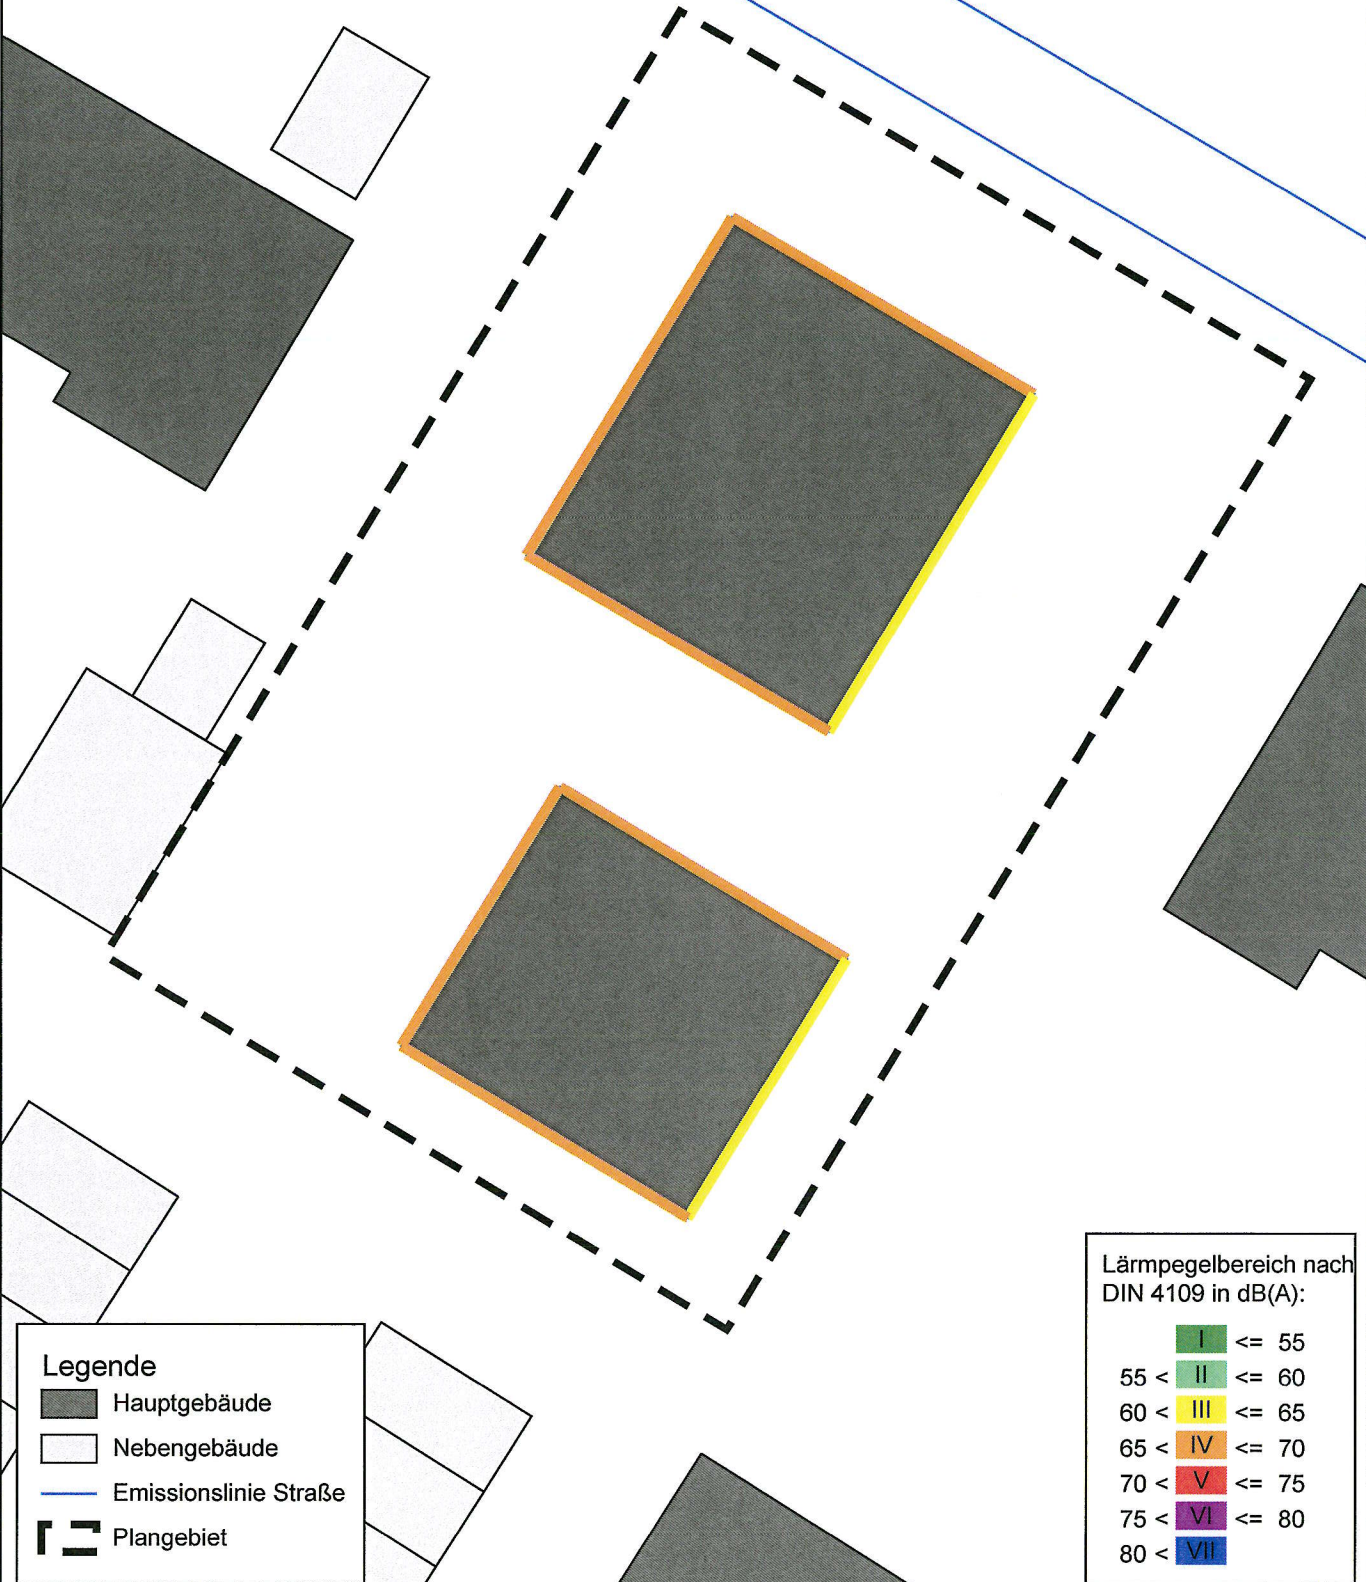 Lärmpegelbereich nach
DIN 4109 in dB(A):
I <= 55
55 < II <= 60
60 < III <= 65
65 < IV <= 70
70 < V <= 75
75 < VI <= 80
80 < VII
Legende
Hauptgebäude
Nebengebäude
Emissionslinie Straße
Plangebiet